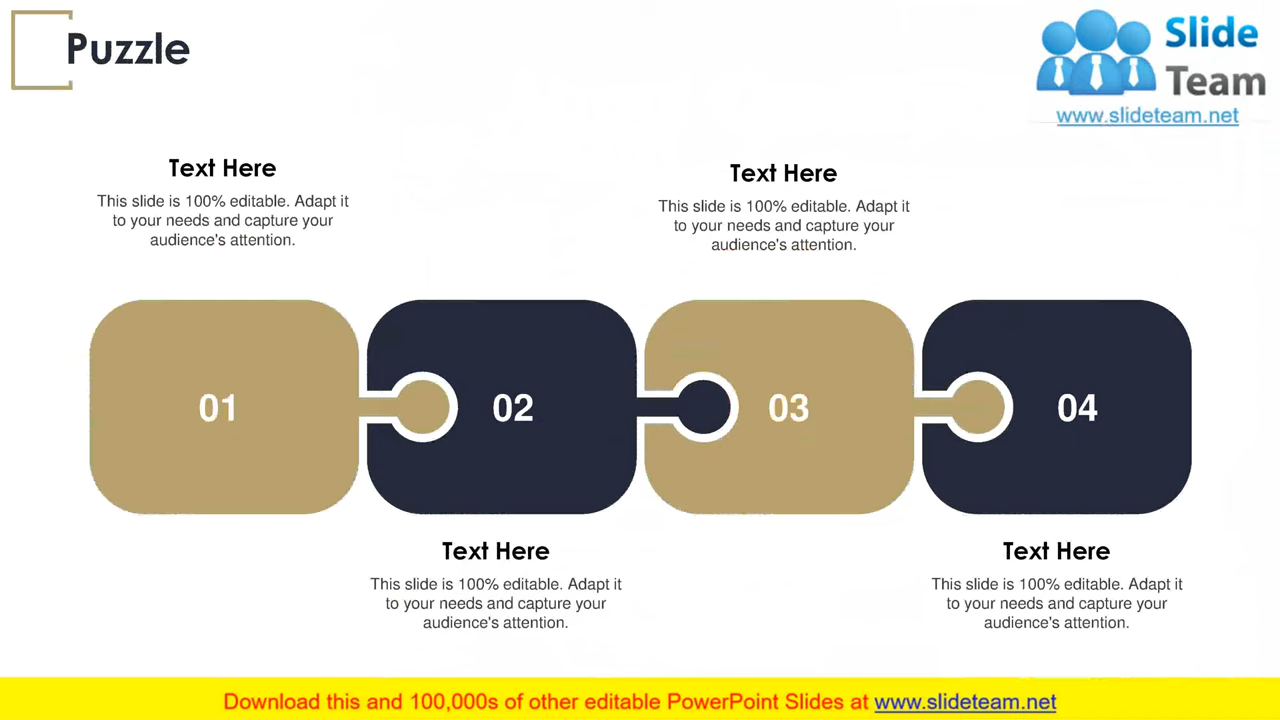 Puzzle
Slide
Team
www.slideteam.net
Text Here
This slide is 100% editable. Adapt it
to your needs and capture your
audience's attention.
Text Here
This slide is 100% editable. Adapt it
to your needs and capture your
audience's attention.
01
02
03
04
Text Here
This slide is 100% editable. Adapt it
to your needs and capture your
audience's attention.
Text Here
This slide is 100% editable. Adapt it
to your needs and capture your
audience's attention.
Download this and 100,000s of other editable PowerPoint Slides at www.slideteam.net